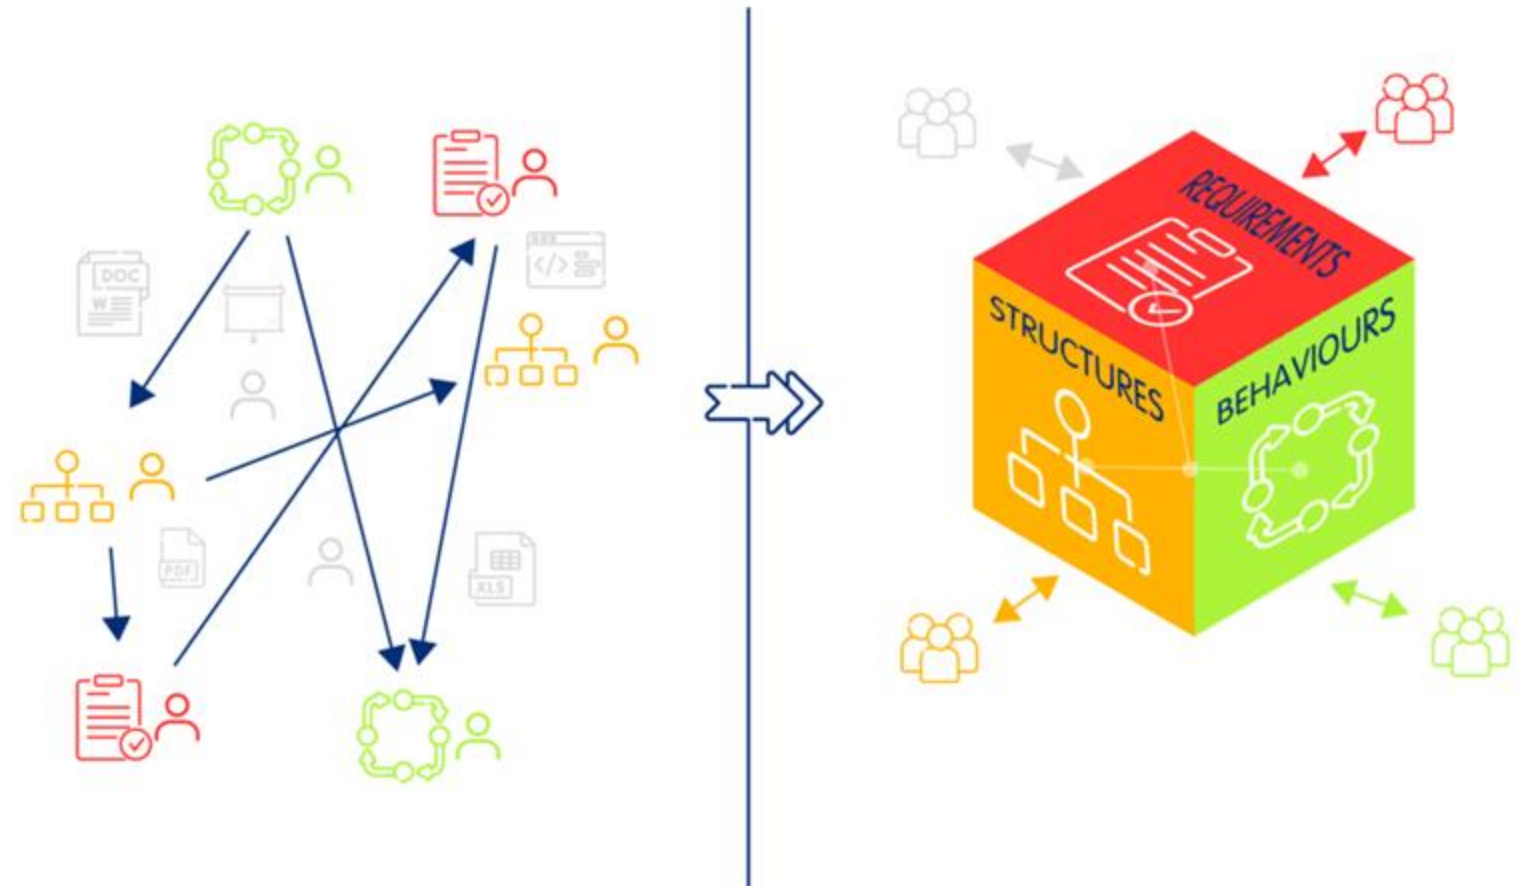 DOC
W
</>
PDF
XLS
REQUIREMENTS
STRUCTURES
BEHAVIOURS